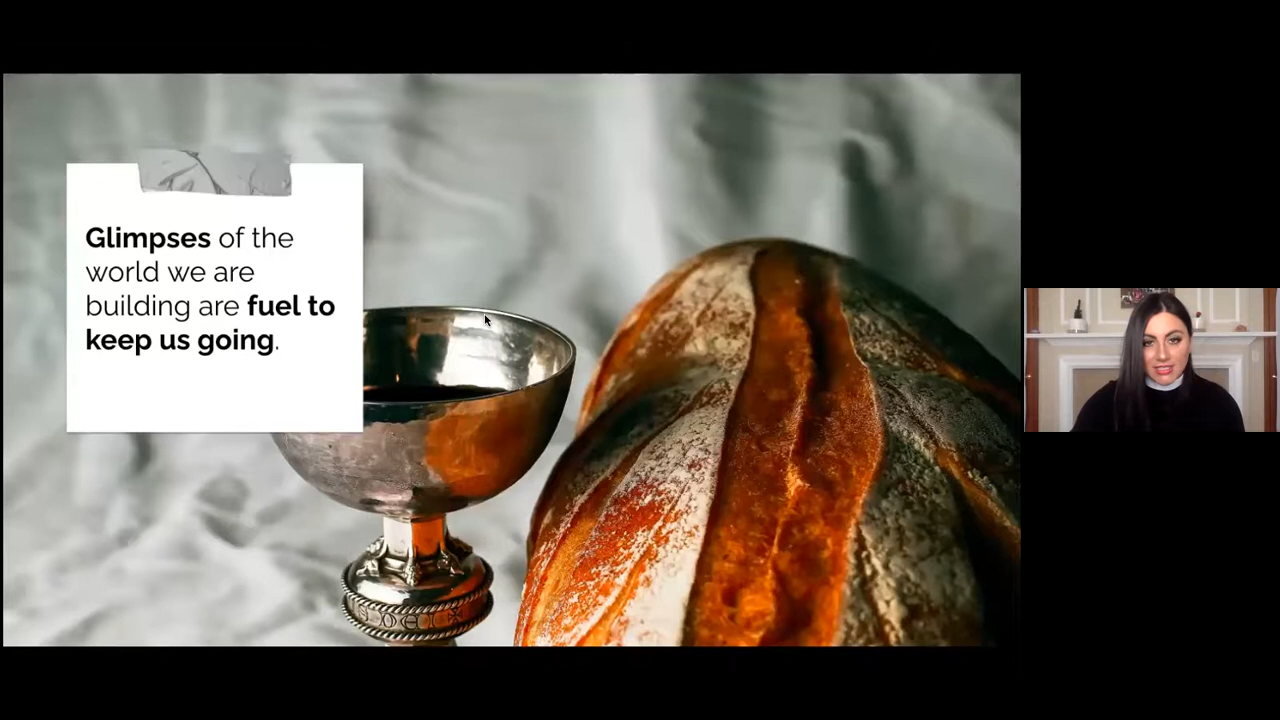 Glimpses of the
world we are
building are fuel to
keep us going.